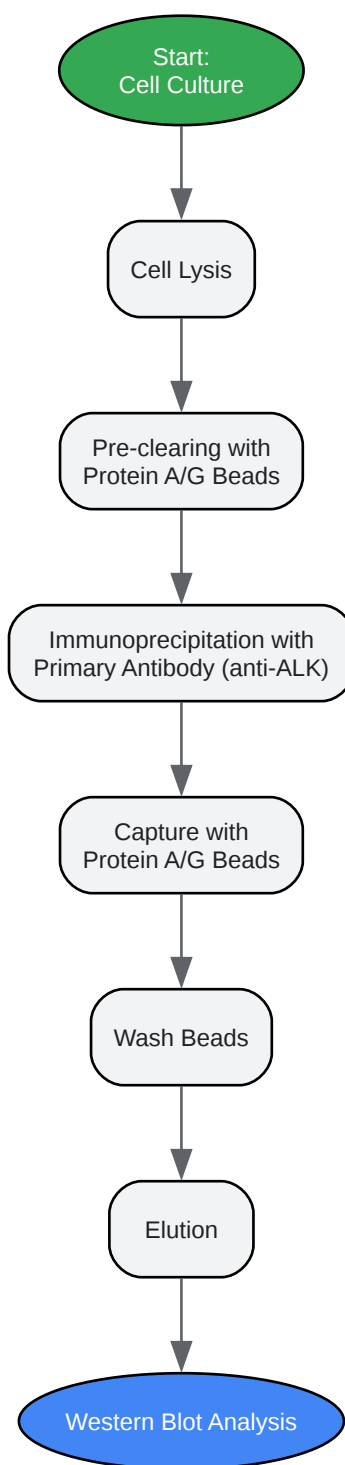 Start:
Cell Culture
Cell Lysis
Pre-clearing with
Protein A/G Beads
Immunoprecipitation with
Primary Antibody (anti-ALK)
Capture with
Protein A/G Beads
Wash Beads
Elution
Western Blot Analysis